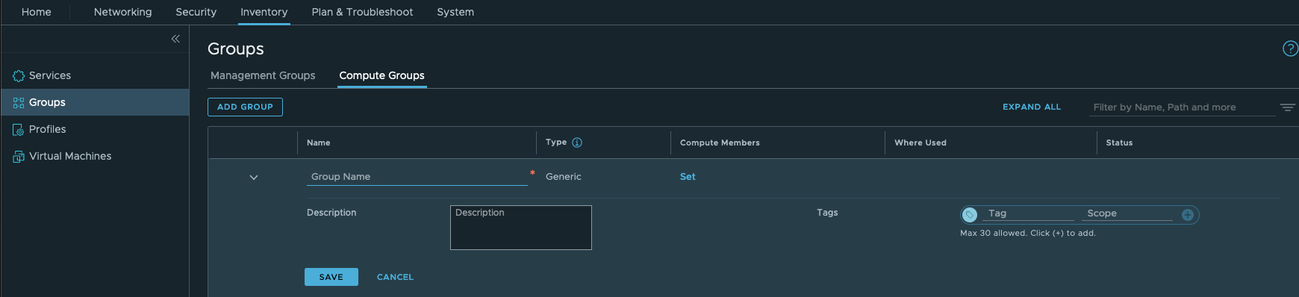 Home Networking Security Inventory Plan & Troubleshoot System
Services
Groups
Profiles
Virtual Machines
Groups
Management Groups Compute Groups
ADD GROUP EXPAND ALL Filter by Name, Path and more
Name Type Compute Members Where Used Status
Group Name * Generic Set
Description Description Tags Tag Scope
Max 30 allowed. Click (+) to add.
SAVE CANCEL